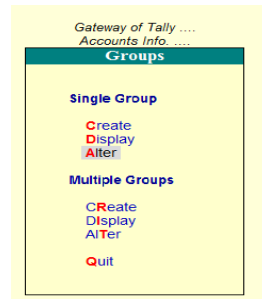 Gateway of Tally ....
Accounts Info. ....
Groups
Single Group
Create
Display
Alter
Multiple Groups
CReate
DIsplay
AlTer
Quit